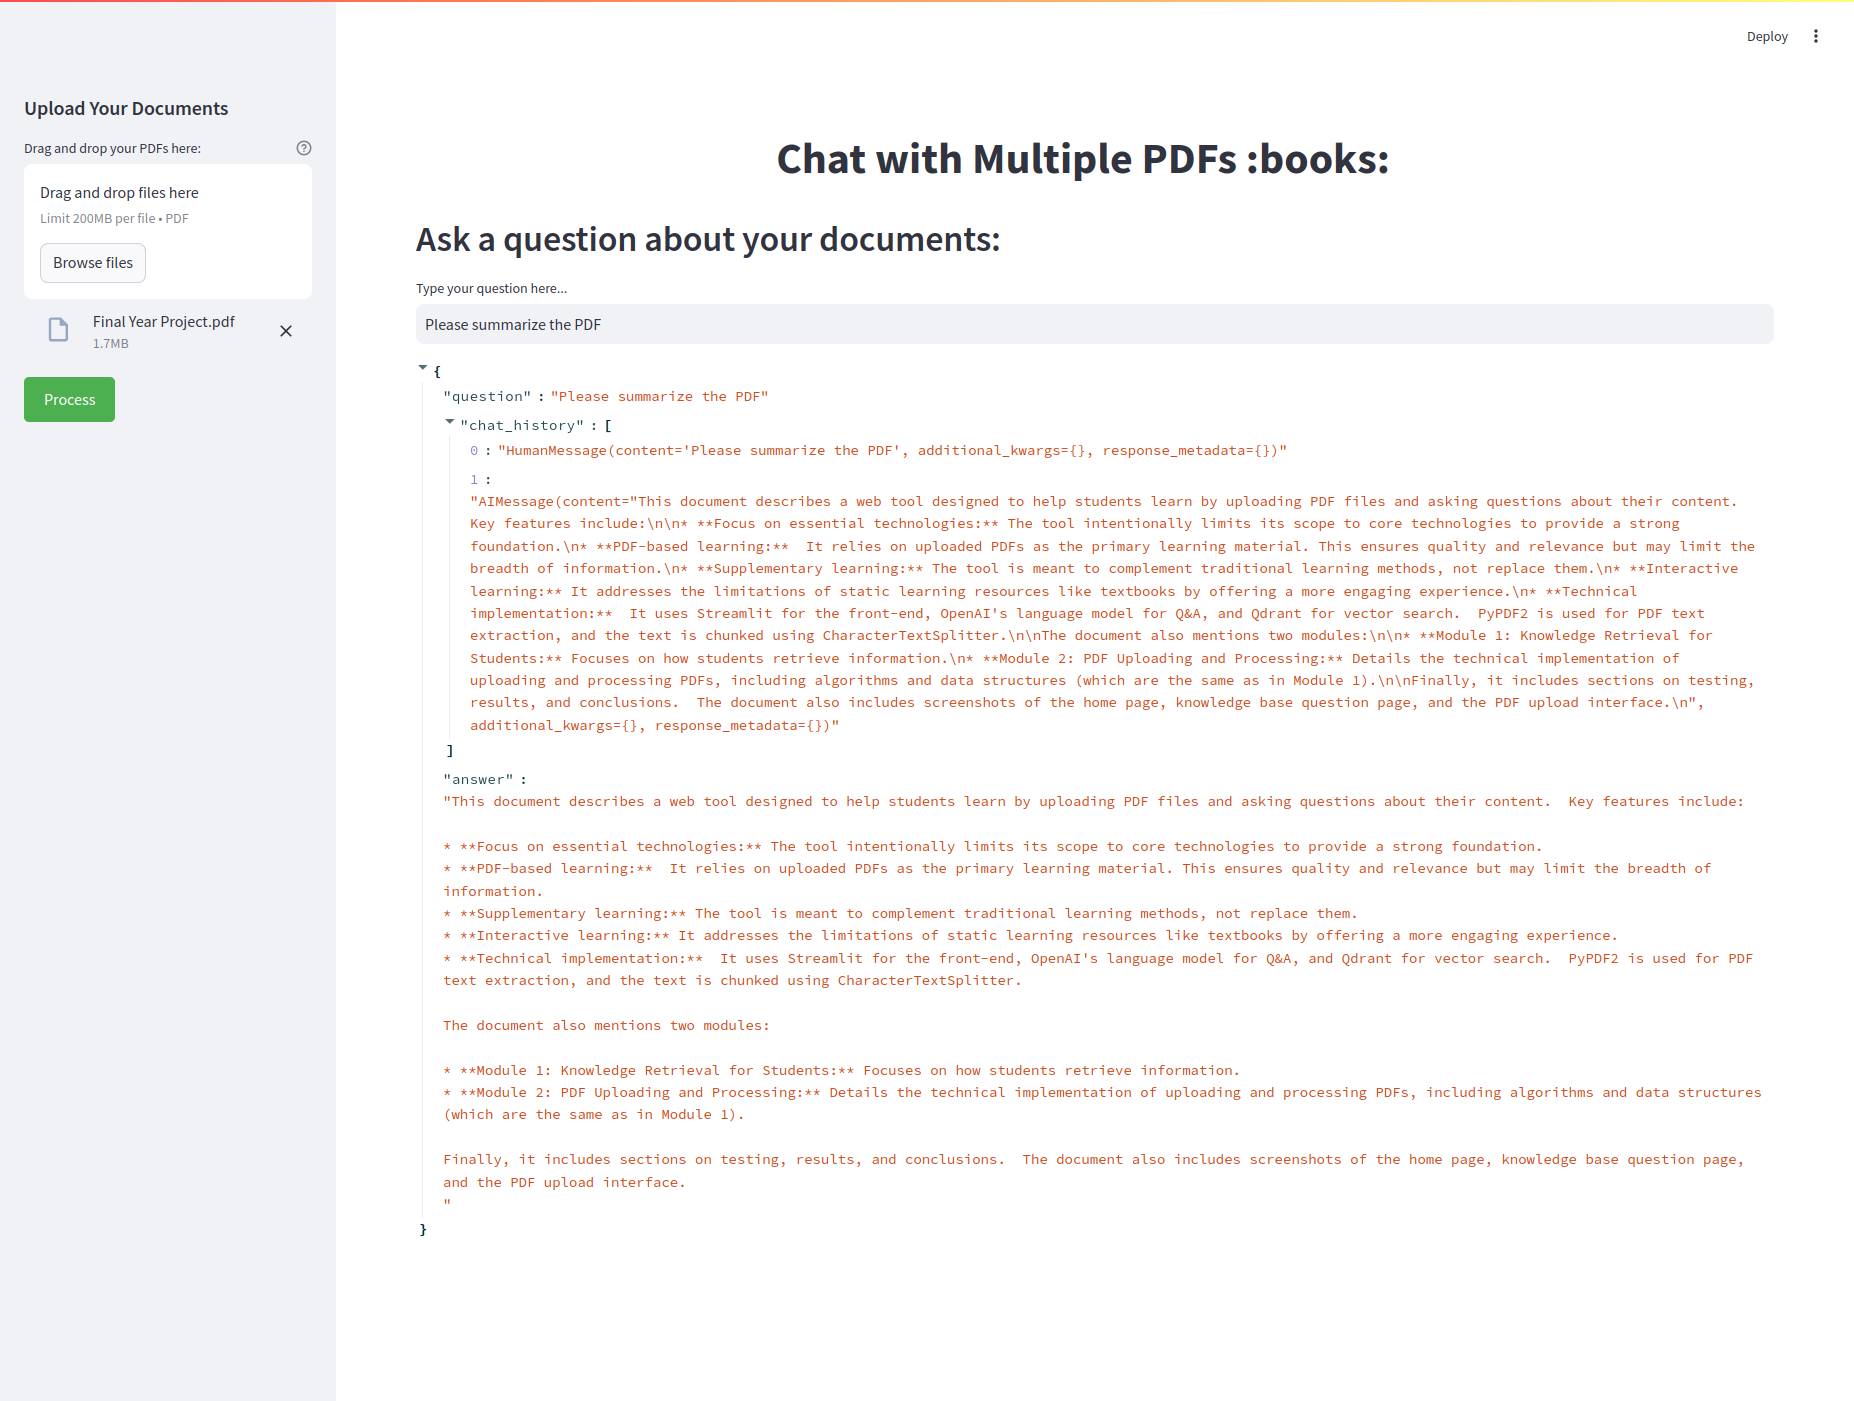 Deploy
Upload Your Documents
Drag and drop your PDFs here:
Drag and drop files here
Limit 200MB per file • PDF
Browse files
Final Year Project.pdf
1.7MB
Process
Chat with Multiple PDFs :books:
Ask a question about your documents:
Type your question here...
Please summarize the PDF
{
"question" : "Please summarize the PDF"
"chat_history" : [
0 : "HumanMessage(content='Please summarize the PDF', additional_kwargs={}, response_metadata={})"
1 :
"AIMessage(content="This document describes a web tool designed to help students learn by uploading PDF files and asking questions about their content.
Key features include:\n\n* **Focus on essential technologies:** The tool intentionally limits its scope to core technologies to provide a strong
foundation.\n* **PDF-based learning:**  It relies on uploaded PDFs as the primary learning material. This ensures quality and relevance but may limit the
breadth of information.\n* **Supplementary learning:** The tool is meant to complement traditional learning methods, not replace them.\n* **Interactive
learning:** It addresses the limitations of static learning resources like textbooks by offering a more engaging experience.\n* **Technical
implementation:**  It uses Streamlit for the front-end, OpenAI's language model for Q&A, and Qdrant for vector search.  PyPDF2 is used for PDF text
extraction, and the text is chunked using CharacterTextSplitter.\n\nThe document also mentions two modules:\n\n* **Module 1: Knowledge Retrieval for
Students:** Focuses on how students retrieve information.\n* **Module 2: PDF Uploading and Processing:** Details the technical implementation of
uploading and processing PDFs, including algorithms and data structures (which are the same as in Module 1).\n\nFinally, it includes sections on testing,
results, and conclusions.  The document also includes screenshots of the home page, knowledge base question page, and the PDF upload interface.\n",
additional_kwargs={}, response_metadata={})"
]
"answer" :
"This document describes a web tool designed to help students learn by uploading PDF files and asking questions about their content.  Key features include:
* **Focus on essential technologies:** The tool intentionally limits its scope to core technologies to provide a strong foundation.
* **PDF-based learning:**  It relies on uploaded PDFs as the primary learning material. This ensures quality and relevance but may limit the breadth of
information.
* **Supplementary learning:** The tool is meant to complement traditional learning methods, not replace them.
* **Interactive learning:** It addresses the limitations of static learning resources like textbooks by offering a more engaging experience.
* **Technical implementation:**  It uses Streamlit for the front-end, OpenAI's language model for Q&A, and Qdrant for vector search.  PyPDF2 is used for PDF
text extraction, and the text is chunked using CharacterTextSplitter.
The document also mentions two modules:
* **Module 1: Knowledge Retrieval for Students:** Focuses on how students retrieve information.
* **Module 2: PDF Uploading and Processing:** Details the technical implementation of uploading and processing PDFs, including algorithms and data structures
(which are the same as in Module 1).
Finally, it includes sections on testing, results, and conclusions.  The document also includes screenshots of the home page, knowledge base question page,
and the PDF upload interface.
"
}